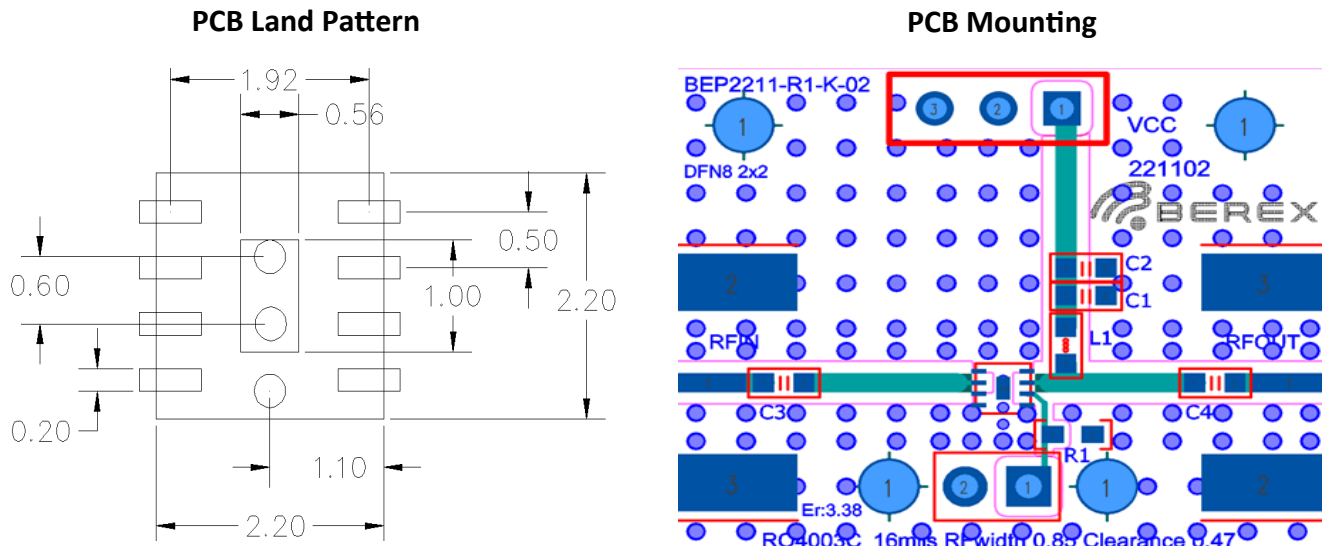 PCB Land Pattern
1.92
0.56
0.60
0.50
1.00
2.20
0.20
1.10
2.20
PCB Mounting
BEP2211-R1-K-02
3
2
1
VCC
1
1
DFN8 2x2
221102
BEREX
2
C2
C1
3
RFIN
L1
RFOUT
1
1
C3
C4
R1
3
1
2
1
1
2
Er:3.38
RO4003C 16mils RFwidth 0.85 Clearance 0.47